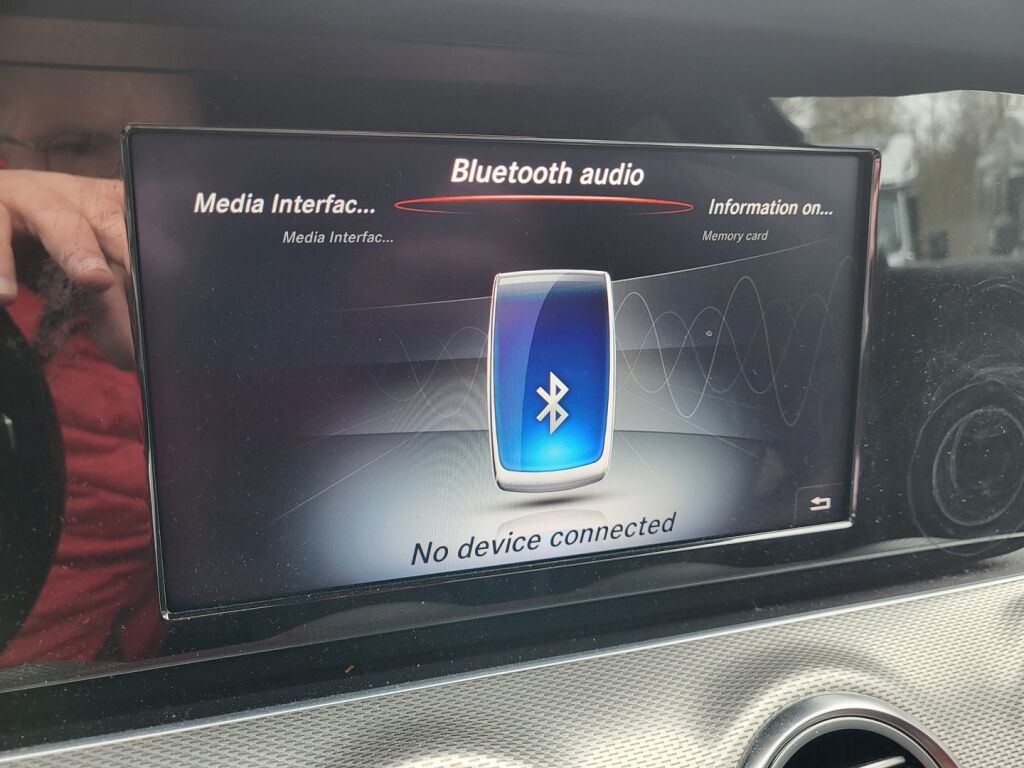 Bluetooth audio
Media Interfac...
Information on...
Media Interfac...
Memory card
No device connected